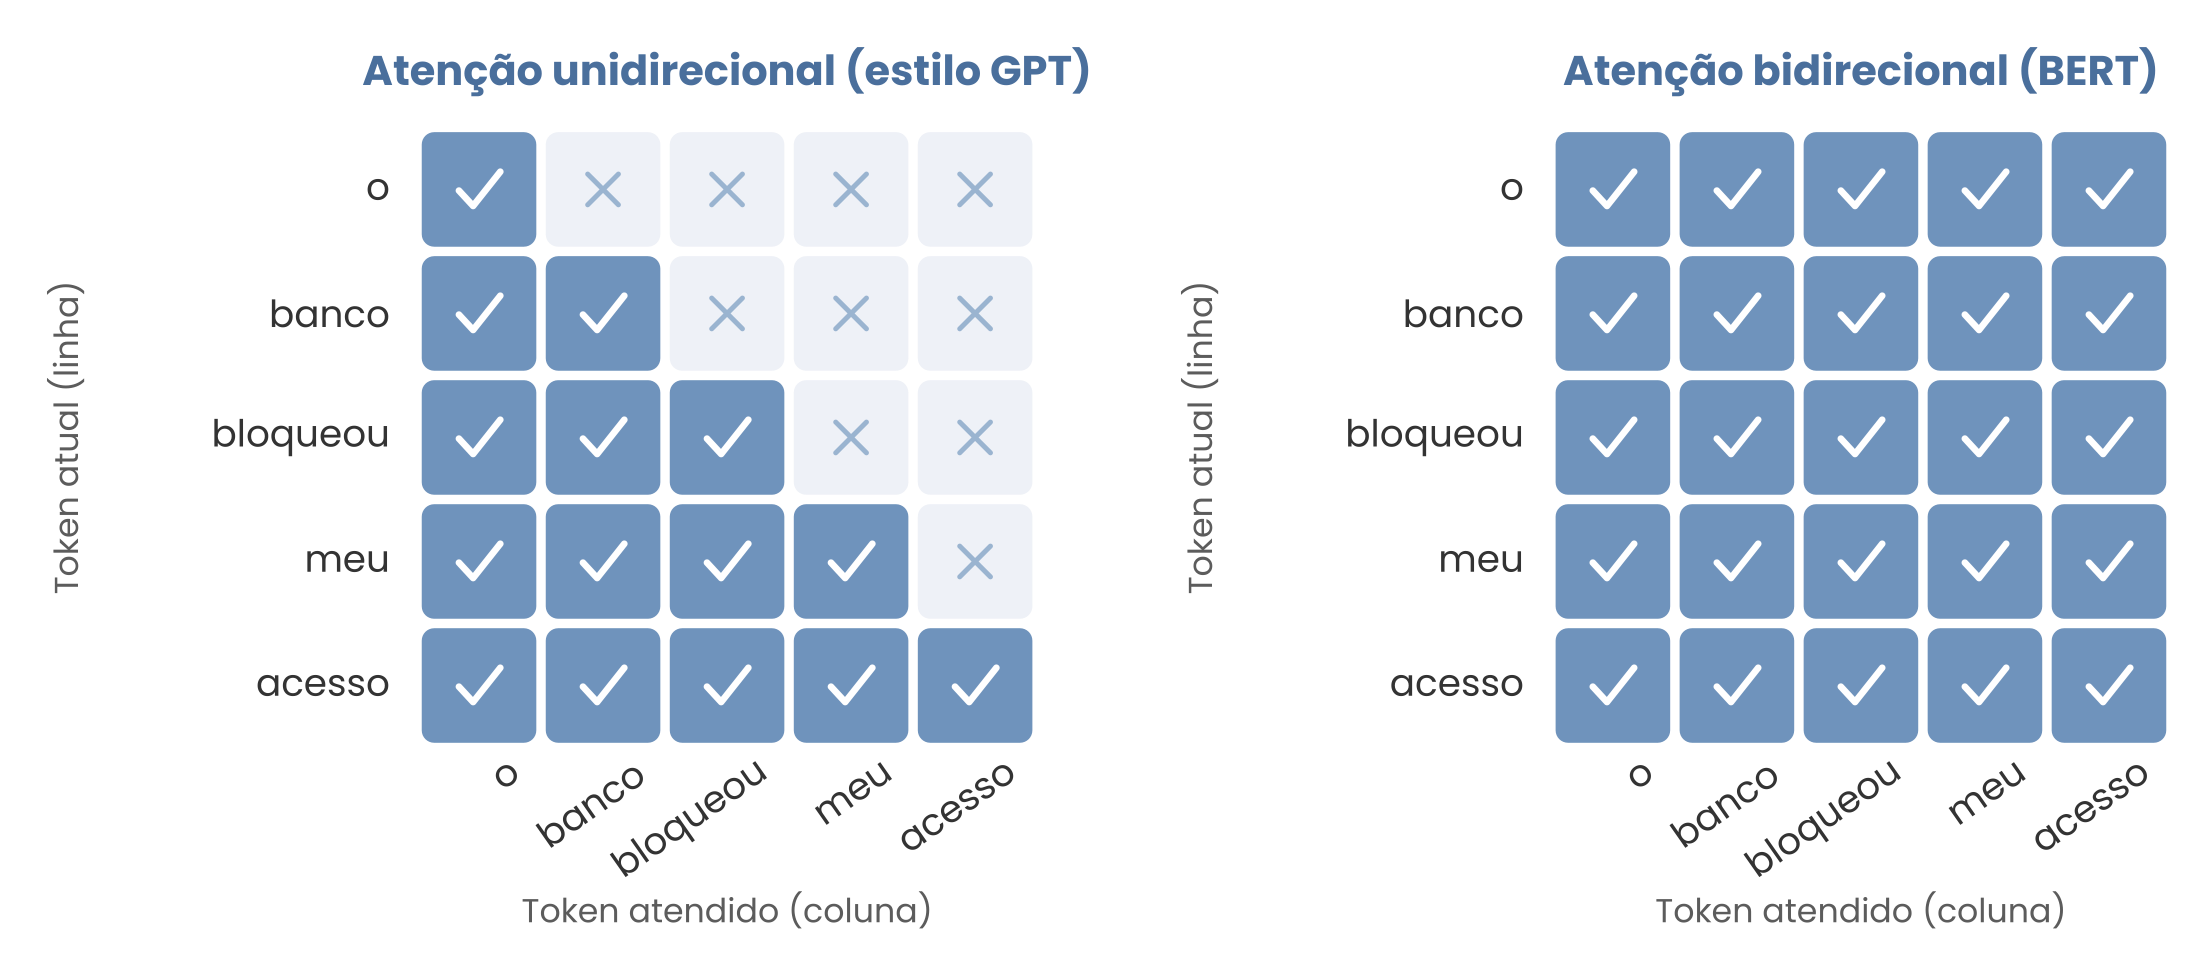 Atenção unidirecional (estilo GPT)
Token atual (linha)
o
banco
bloqueou
meu
acesso
o
banco
bloqueou
meu
acesso
Token atendido (coluna)
Atenção bidirecional (BERT)
Token atual (linha)
o
banco
bloqueou
meu
acesso
o
banco
bloqueou
meu
acesso
Token atendido (coluna)